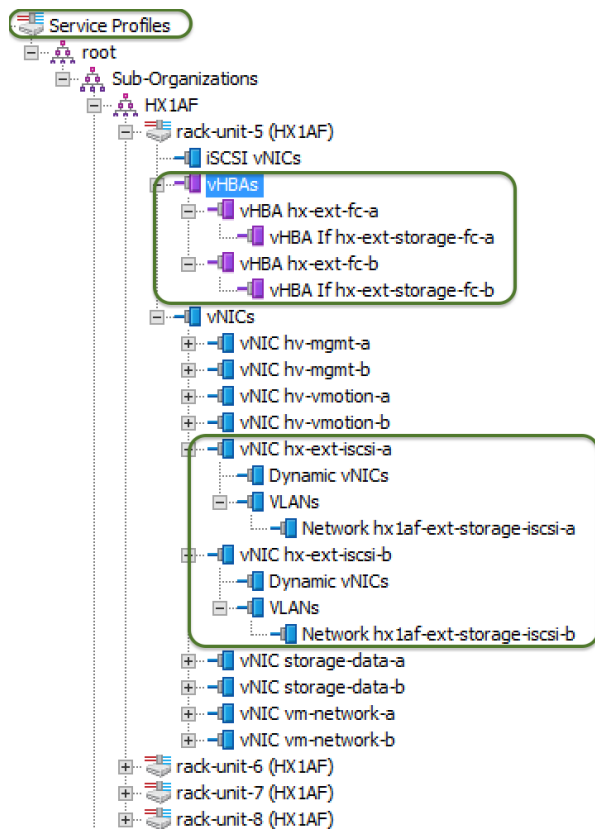 Service Profiles
root
Sub-Organizations
HX1AF
rack-unit-5 (HX1AF)
iSCSI vNICs
vHBAs
vHBA hx-ext-fc-a
vHBA If hx-ext-storage-fc-a
vHBA hx-ext-fc-b
vHBA If hx-ext-storage-fc-b
vNICs
vNIC hv-mgmt-a
vNIC hv-mgmt-b
vNIC hv-vmotion-a
vNIC hv-vmotion-b
vNIC hx-ext-iscsi-a
Dynamic vNICs
VLANs
Network hx1af-ext-storage-iscsi-a
vNIC hx-ext-iscsi-b
Dynamic vNICs
VLANs
Network hx1af-ext-storage-iscsi-b
vNIC storage-data-a
vNIC storage-data-b
vNIC vm-network-a
vNIC vm-network-b
rack-unit-6 (HX1AF)
rack-unit-7 (HX1AF)
rack-unit-8 (HX1AF)